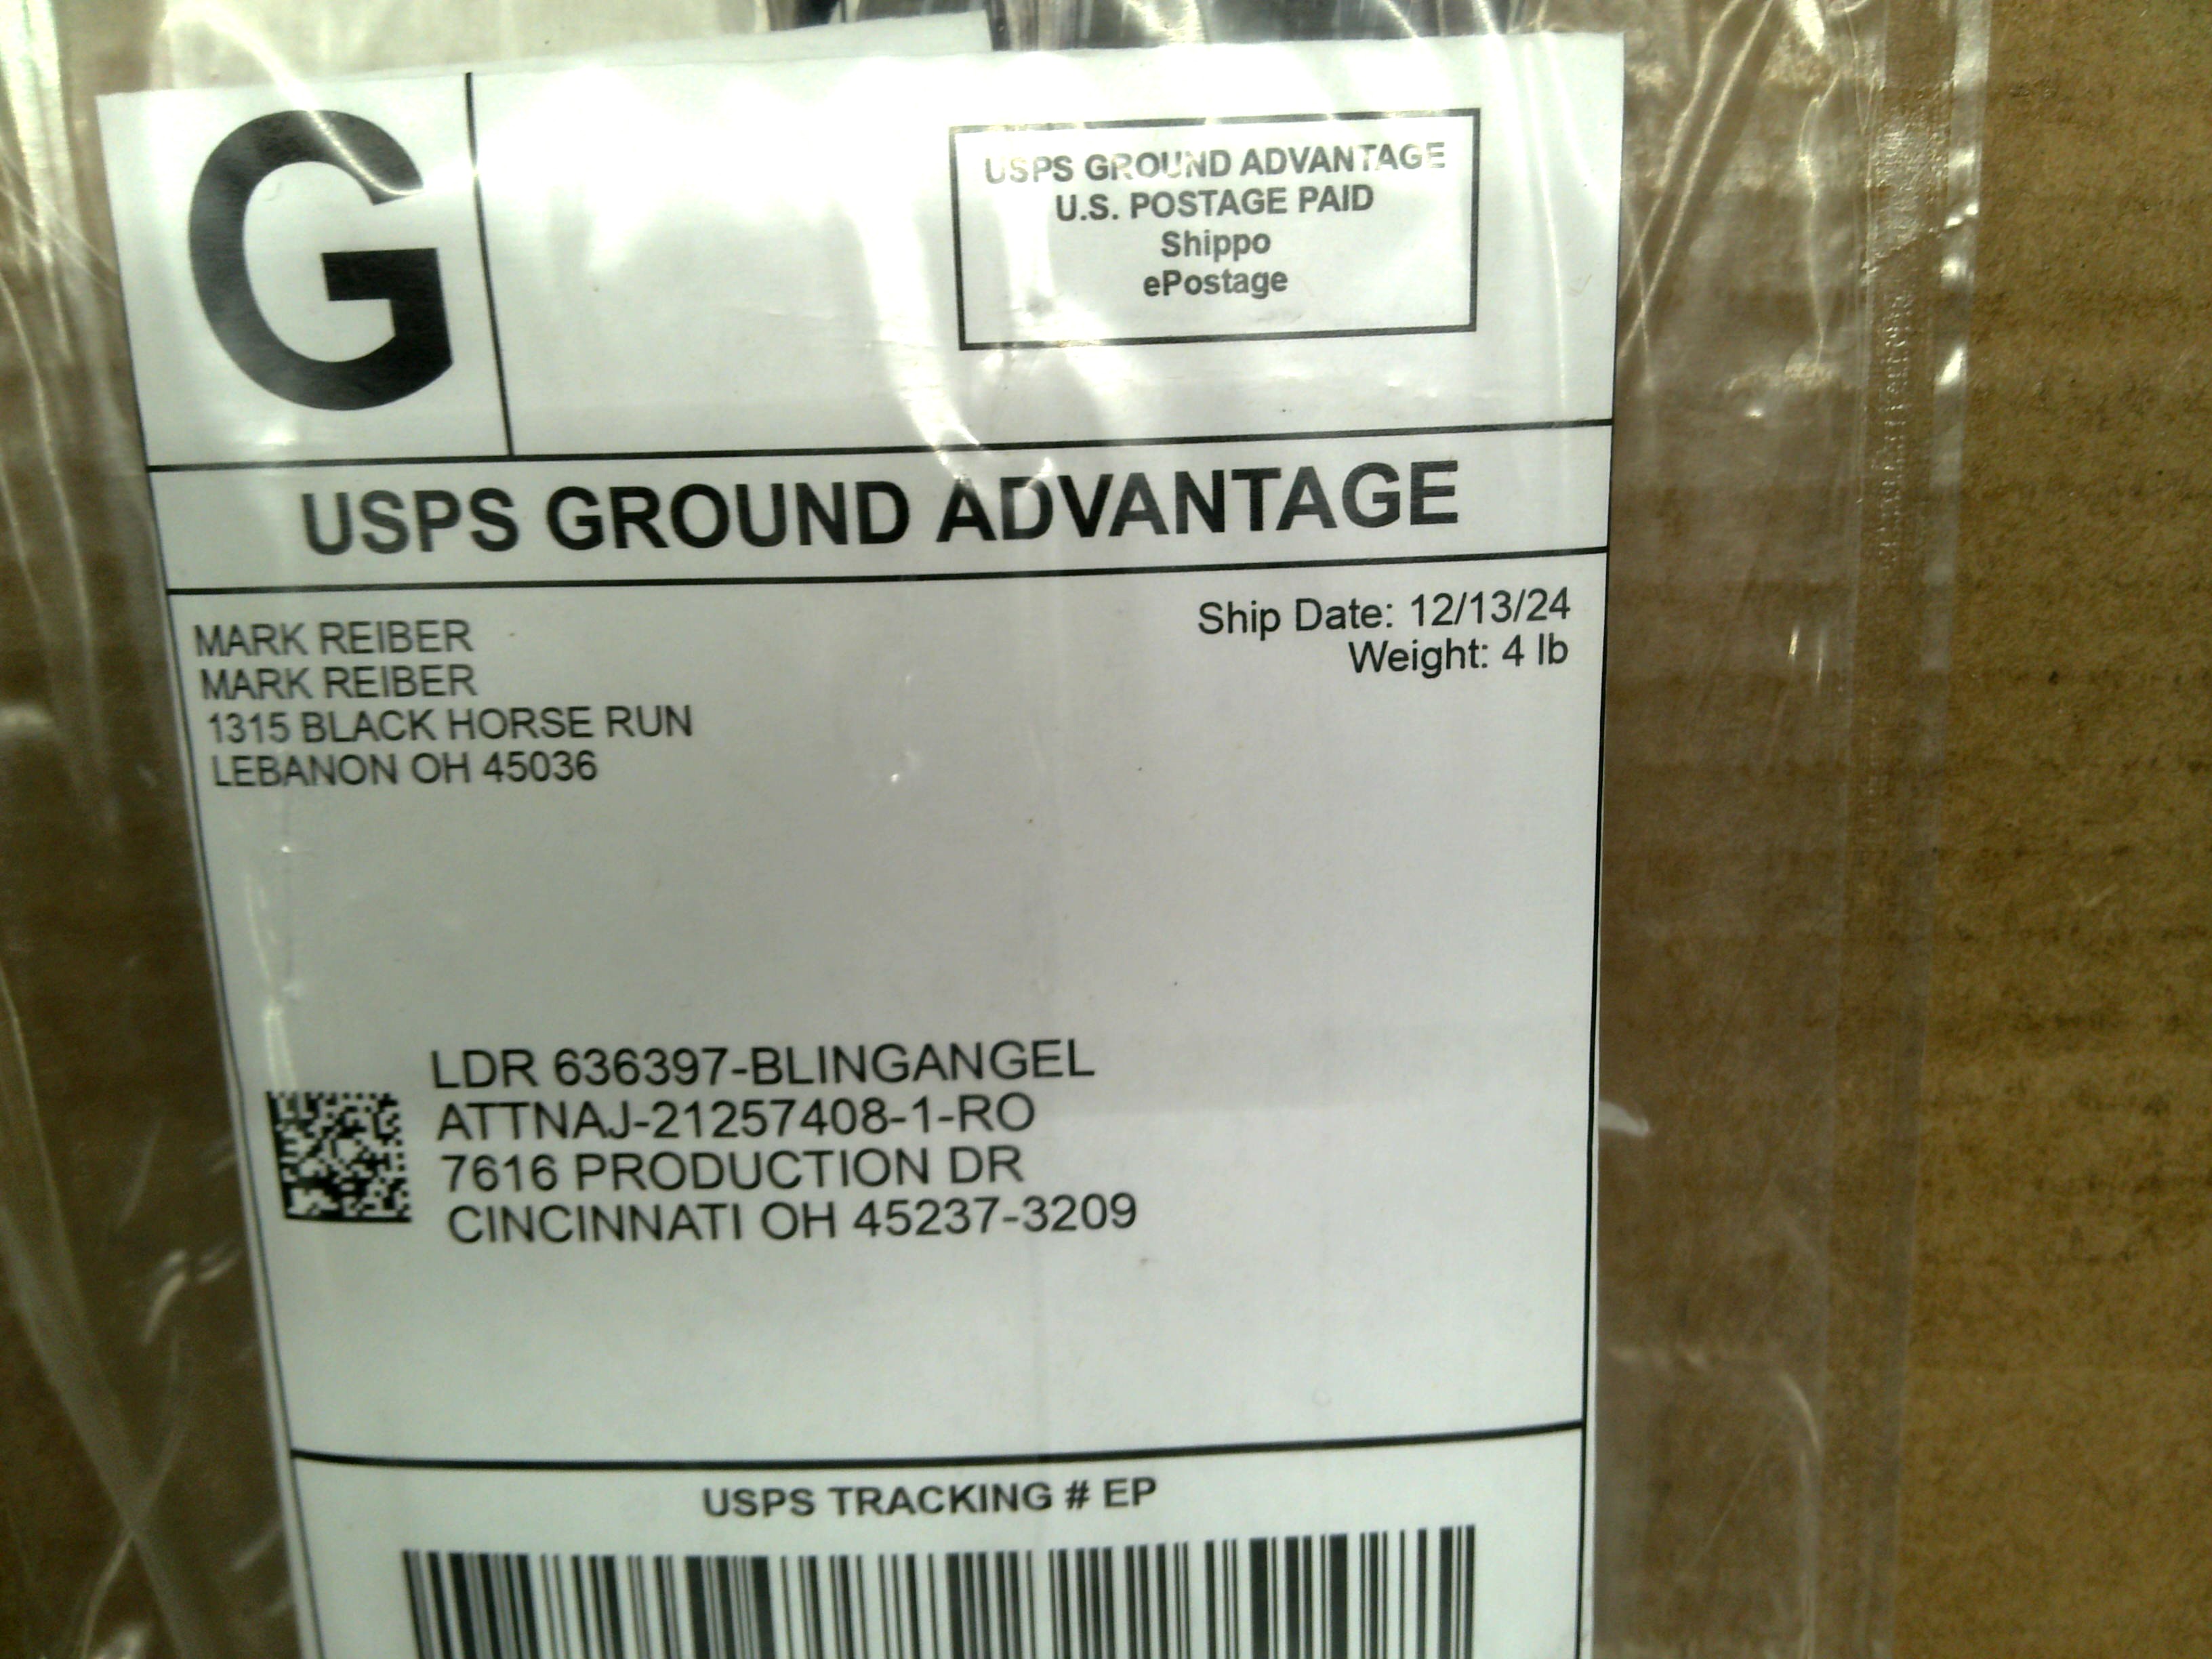 G
USPS GROUND ADVANTAGE
U.S. POSTAGE PAID
Shippo
ePostage
USPS GROUND ADVANTAGE
MARK REIBER
MARK REIBER
1315 BLACK HORSE RUN
LEBANON OH 45036
Ship Date: 12/13/24
Weight: 4 lb
LDR 636397-BLINGANGEL
ATTNAJ-21257408-1-RO
7616 PRODUCTION DR
CINCINNATI OH 45237-3209
USPS TRACKING # EP